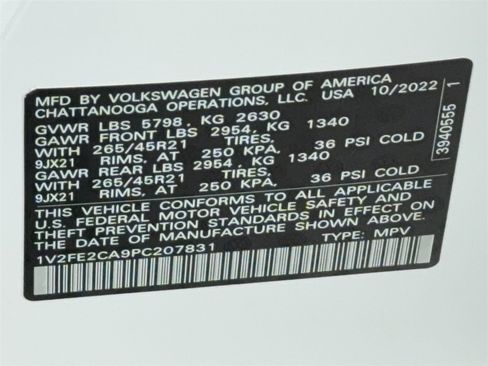 MFD BY VOLKSWAGEN GROUP OF AMERICA
CHATTANOOGA OPERATIONS, LLC. USA 10/2022
GVWR LBS 5798, KG 2630
GAWR FRONT LBS 2954, KG 1340
WITH 265/45R21 TIRES,
9JX21 RIMS, AT 250 KPA, 36 PSI COLD
GAWR REAR LBS 2954, KG 1340
WITH 265/45R21 TIRES,
9JX21 RIMS, AT 250 KPA, 36 PSI COLD
THIS VEHICLE CONFORMS TO ALL APPLICABLE
U.S. FEDERAL MOTOR VEHICLE SAFETY AND
THEFT PREVENTION STANDARDS IN EFFECT ON
THE DATE OF MANUFACTURE SHOWN ABOVE.
1V2FE2CA9PC207831 TYPE: MPV
3940555 1